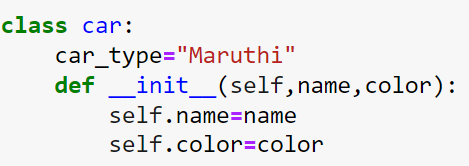 class car:
    car_type="Maruthi"
    def __init__(self,name,color):
        self.name=name
        self.color=color